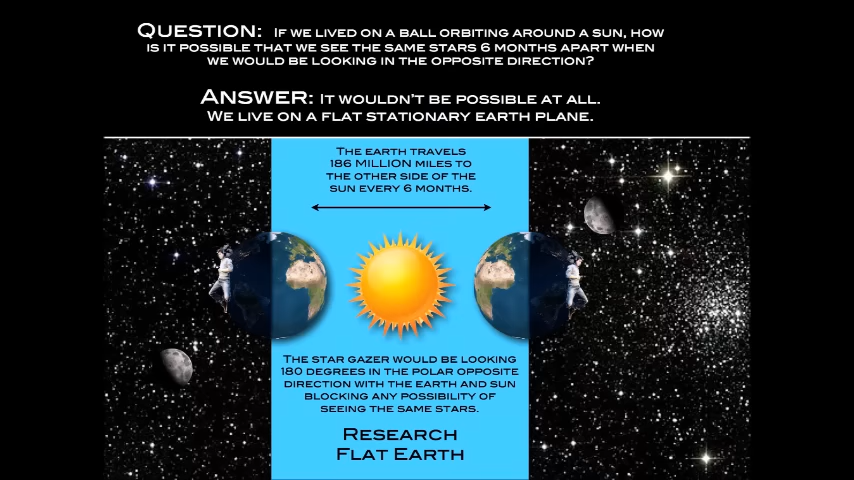 QUESTION: IF WE LIVED ON A BALL ORBITING AROUND A SUN, HOW
IS IT POSSIBLE THAT WE SEE THE SAME STARS 6 MONTHS APART WHEN
WE WOULD BE LOOKING IN THE OPPOSITE DIRECTION?
ANSWER: IT WOULDN'T BE POSSIBLE AT ALL.
WE LIVE ON A FLAT STATIONARY EARTH PLANE.
THE EARTH TRAVELS
186 MILLION MILES TO
THE OTHER SIDE OF THE
SUN EVERY 6 MONTHS.
THE STAR GAZER WOULD BE LOOKING
180 DEGREES IN THE POLAR OPPOSITE
DIRECTION WITH THE EARTH AND SUN
BLOCKING ANY POSSIBILITY OF
SEEING THE SAME STARS.
RESEARCH
FLAT EARTH